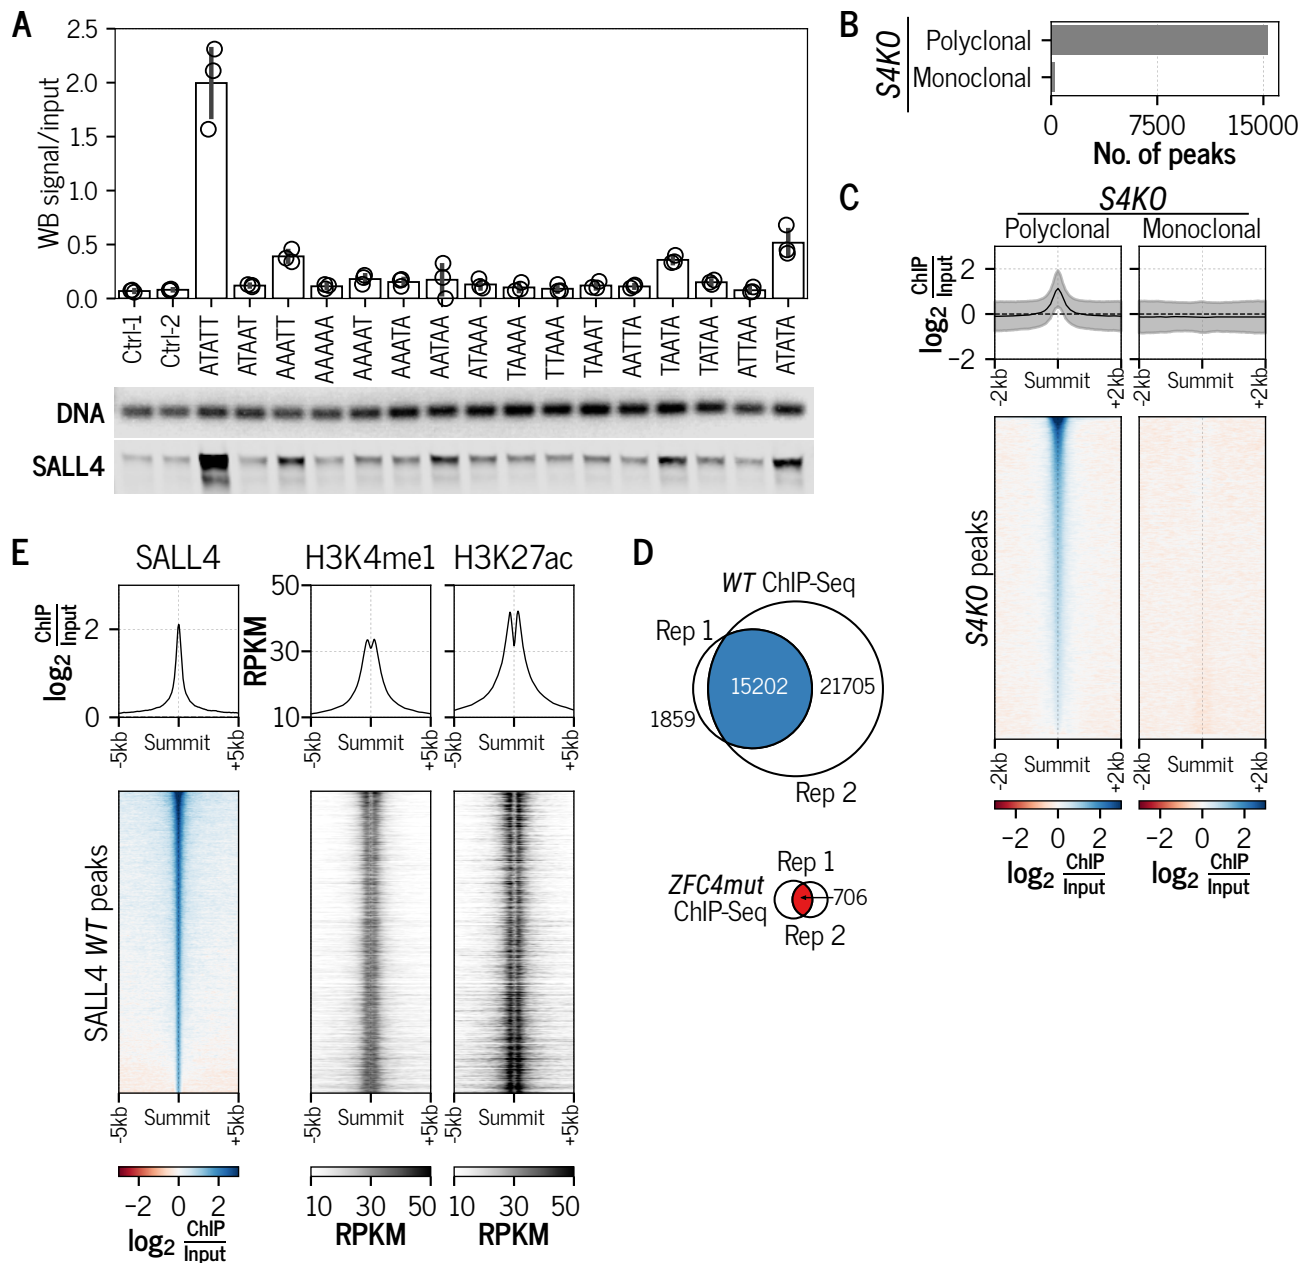 A
2.5
2.0
1.5
1.0
0.5
0.0
WB signal/input
Ctrl-1
Ctrl-2
ATATT
ATAAT
AAATT
AAAAA
AAAAT
AAATA
AATAA
ATAAA
TAAAA
TTAAA
TAAAT
AATTA
TAATA
TATAA
ATTAA
ATATA
DNA
SALL4
B
S4KO
Polyclonal
Monoclonal
0 7500 15000
No. of peaks
C
S4KO
Polyclonal Monoclonal
log2 ChIP/Input
2
0
−2
-2kb Summit +2kb -2kb Summit +2kb
S4KO peaks
-2kb Summit +2kb -2kb Summit +2kb
−2 0 2 −2 0 2
log2 ChIP/Input log2 ChIP/Input
E
SALL4 H3K4me1 H3K27ac
log2 ChIP/Input
2
0
RPKM
50
30
10
-5kb Summit +5kb -5kb Summit +5kb -5kb Summit +5kb
SALL4 WT peaks
-5kb Summit +5kb -5kb Summit +5kb -5kb Summit +5kb
−2 0 2 10 30 50 10 30 50
log2 ChIP/Input RPKM RPKM
D
WT ChIP-Seq
Rep 1
15202 21705
1859
Rep 2
Rep 1
ZFC4mut
ChIP-Seq
706
Rep 2